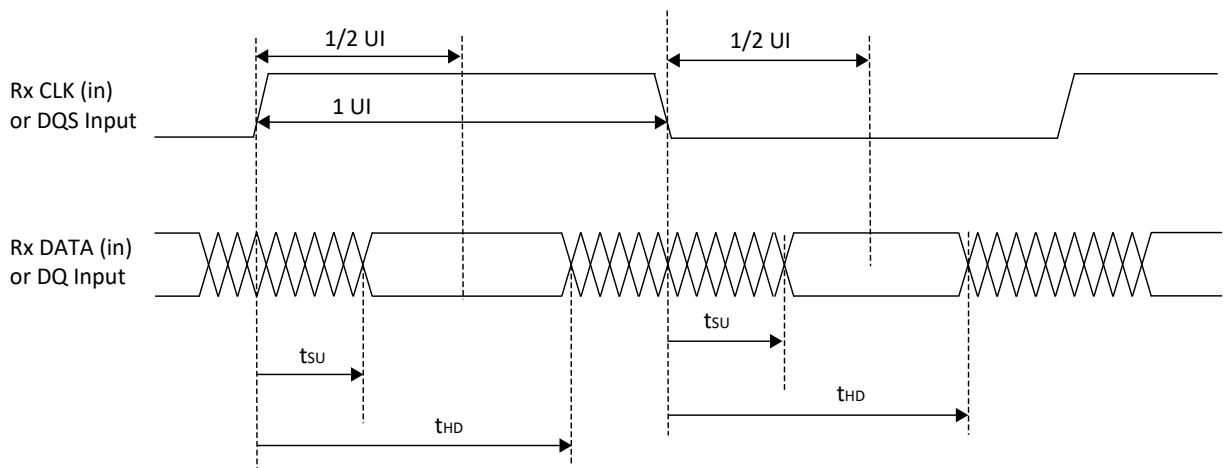 1/2 UI
1/2 UI
Rx CLK (in)
or DQS Input
1 UI
Rx DATA (in)
or DQ Input
tSU
tSU
tHD
tHD